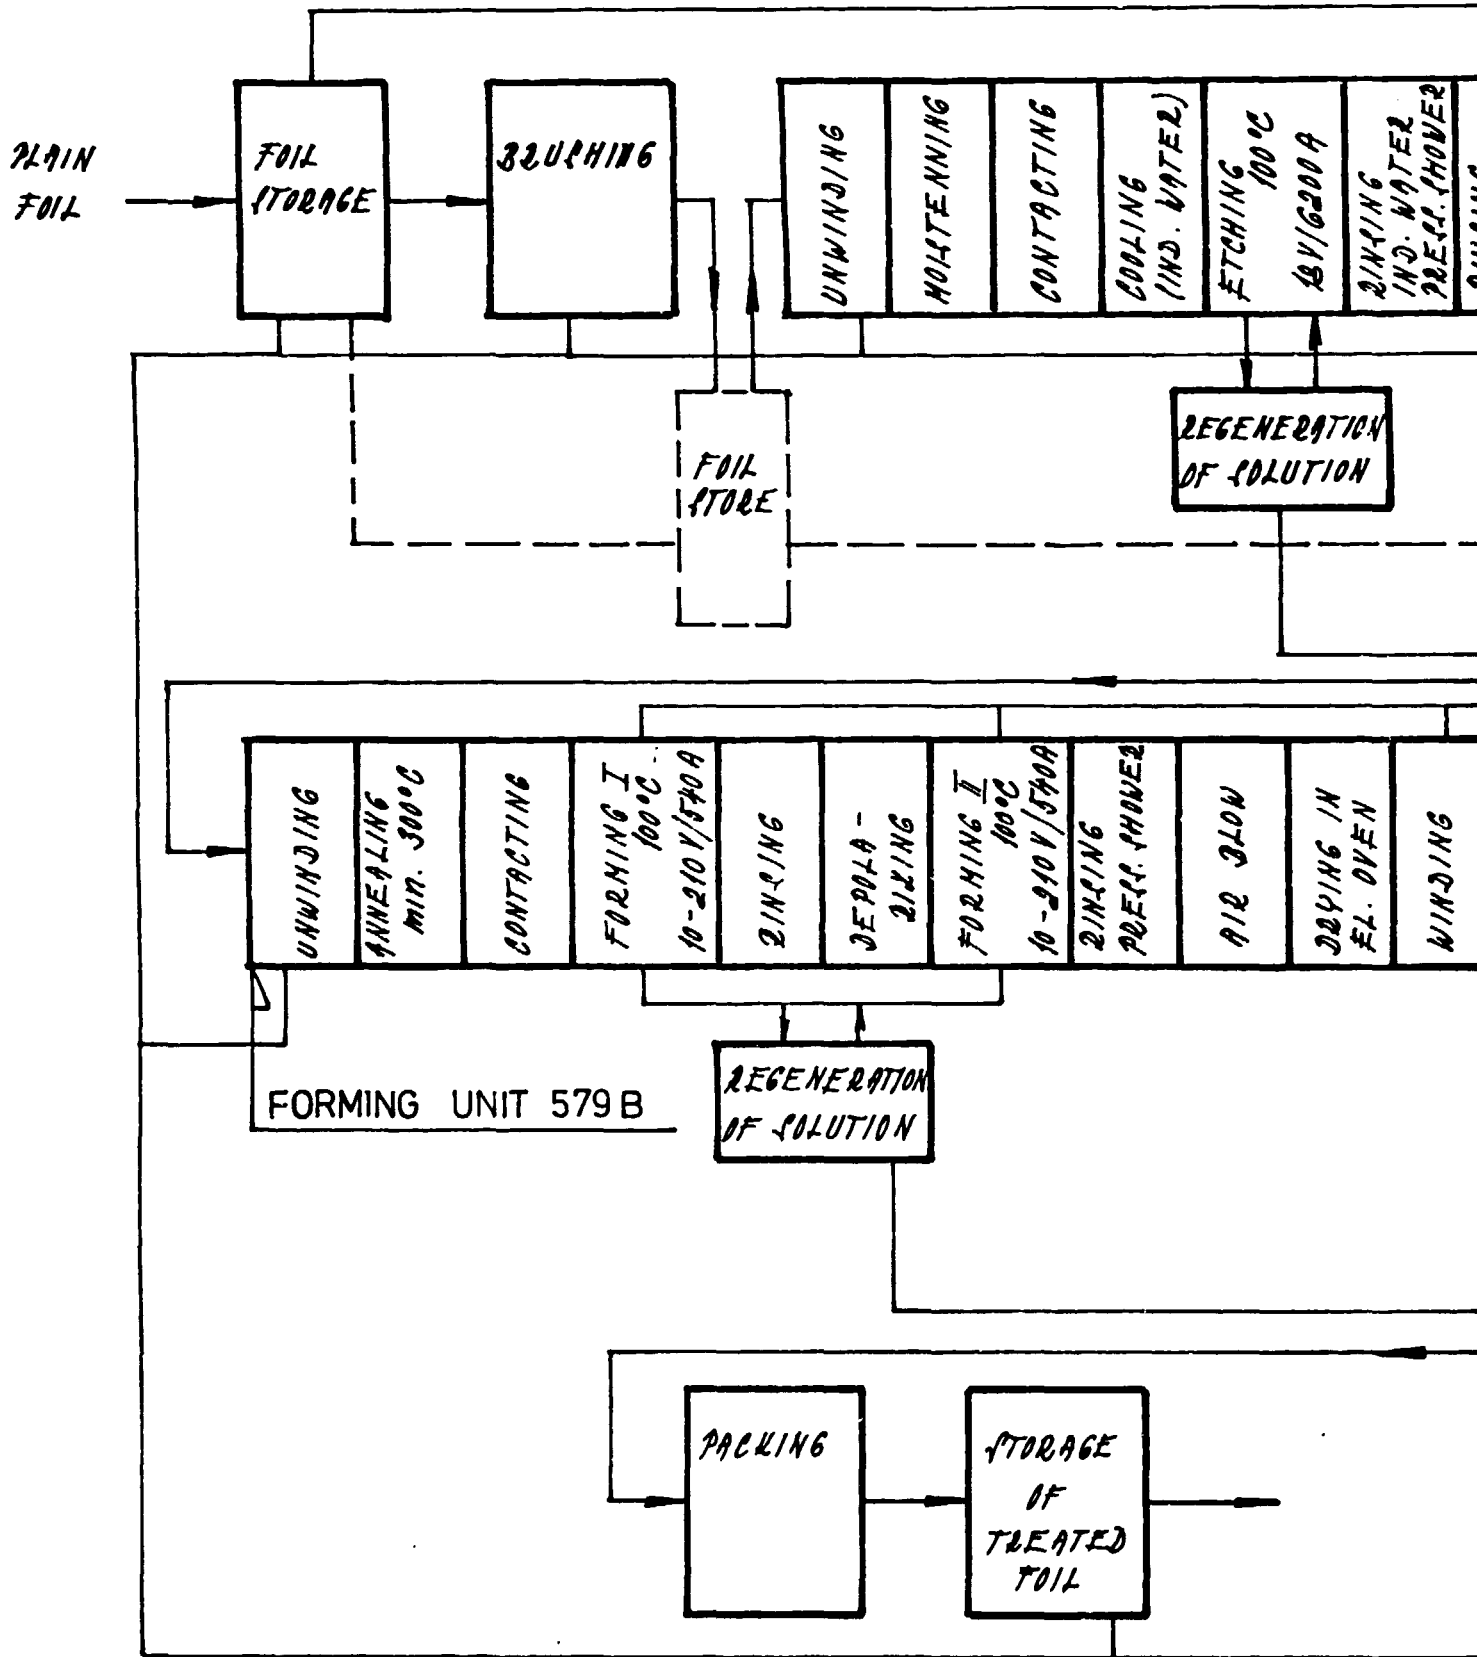 PLAIN
FOIL
FOIL
STORAGE
BRUSHING
UNWINDING
MOISTENNING
CONTACTING
COOLING
(IND. WATER)
ETCHING
100°C
18V/6200A
RINSING
IND. WATER
PRESS. SHOWER
FOIL
STORE
REGENERATION
OF SOLUTION
UNWINDING
ANNEALING
min. 300°C
CONTACTING
FORMING I
100°C
10-210V/540A
RINSING
DEPOLA-
RIZING
FORMING II
100°C
10-210V/540A
RINSING
PRESS. SHOWER
AIR BLOW
DRYING IN
EL. OVEN
WINDING
FORMING UNIT 579 B
REGENERATION
OF SOLUTION
PACKING
STORAGE
OF
TREATED
FOIL